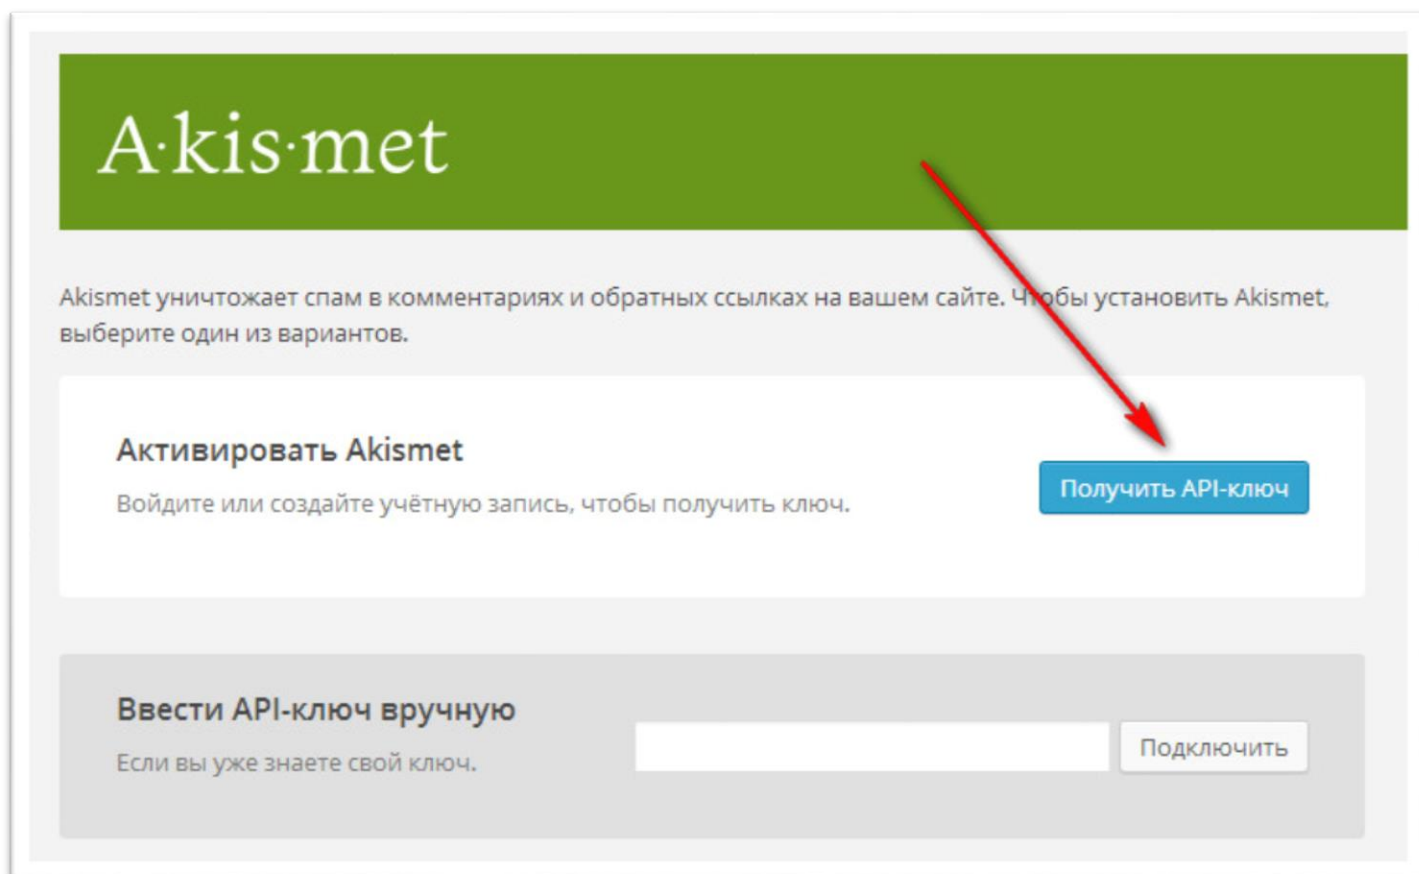 A·kis·met
Akismet уничтожает спам в комментариях и обратных ссылках на вашем сайте. Чтобы установить Akismet,
выберите один из вариантов.
Активировать Akismet
Войдите или создайте учётную запись, чтобы получить ключ.
Получить API-ключ
Ввести API-ключ вручную
Если вы уже знаете свой ключ.
Подключить